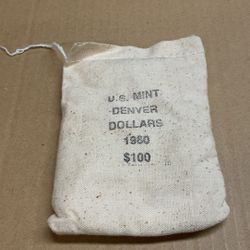 U.S. MINT
DENVER
DOLLARS
1980
$100